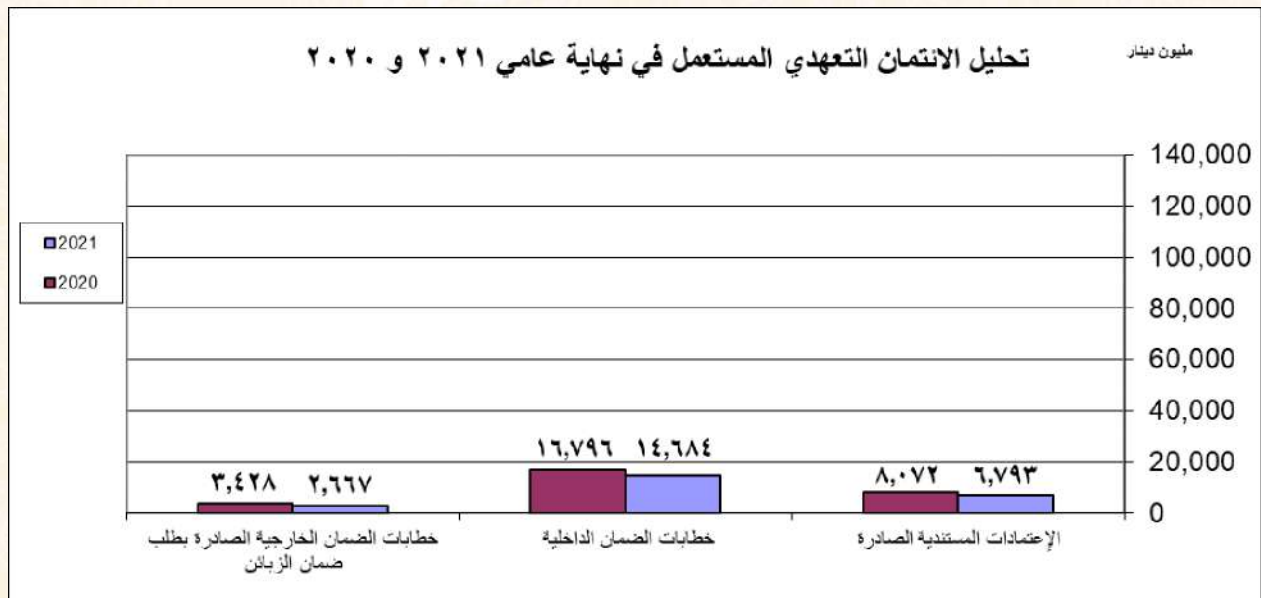 مليون دينار
تحليل الائتمان التعهدي المستعمل في نهاية عامي ٢٠٢١ و ٢٠٢٠
140,000
120,000
100,000
80,000
60,000
40,000
20,000
0
2021
2020
٦,٧٩٣
٨,٠٧٢
١٤,٦٨٤
١٦,٧٩٦
٢,٦٦٧
٣,٤٢٨
الإعتمادات المستندية الصادرة
خطابات الضمان الداخلية
خطابات الضمان الخارجية الصادرة بطلب
ضمان الزبائن